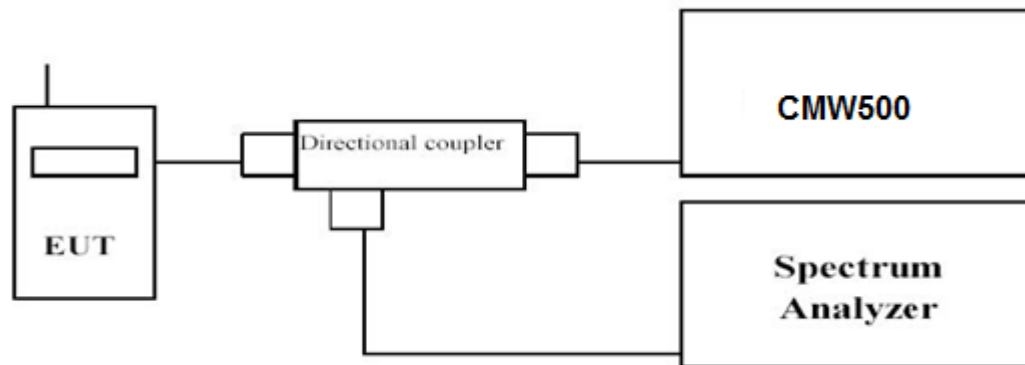 CMW500
Directional coupler
EUT
Spectrum
Analyzer